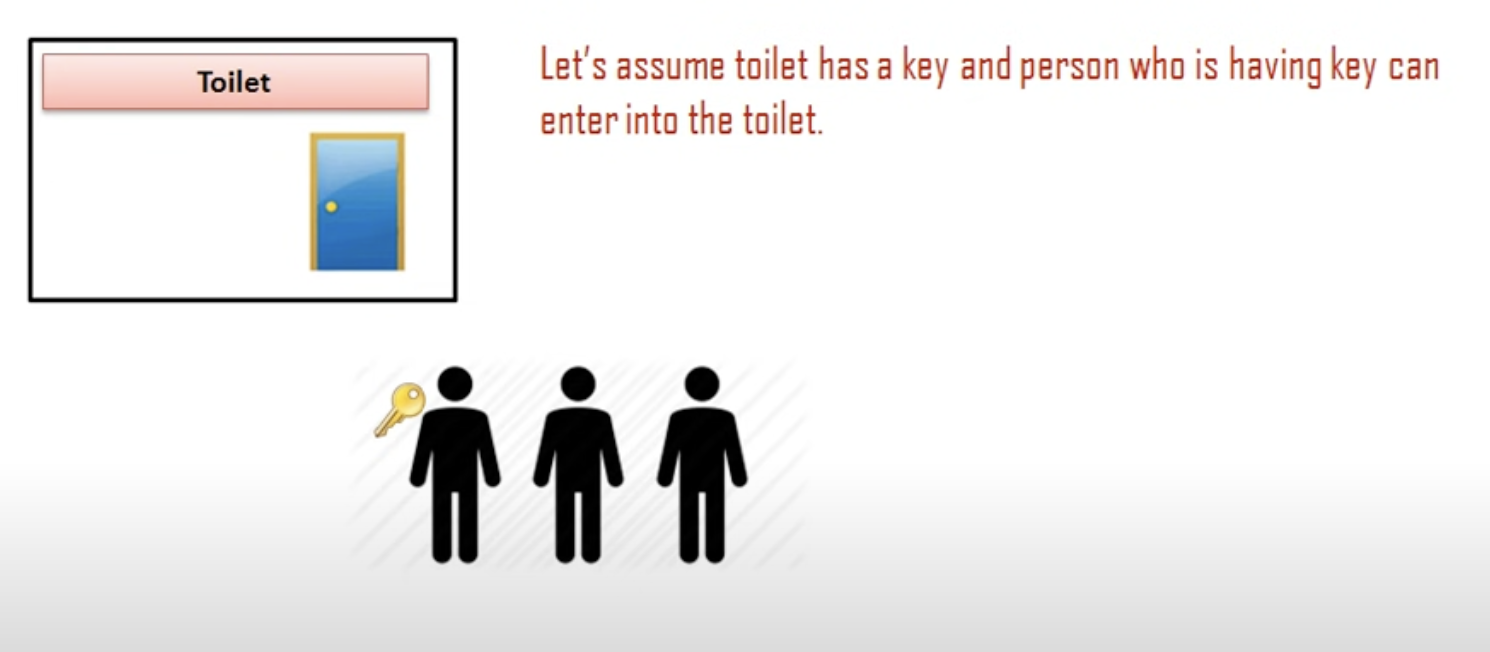 Toilet
Let's assume toilet has a key and person who is having key can
enter into the toilet.